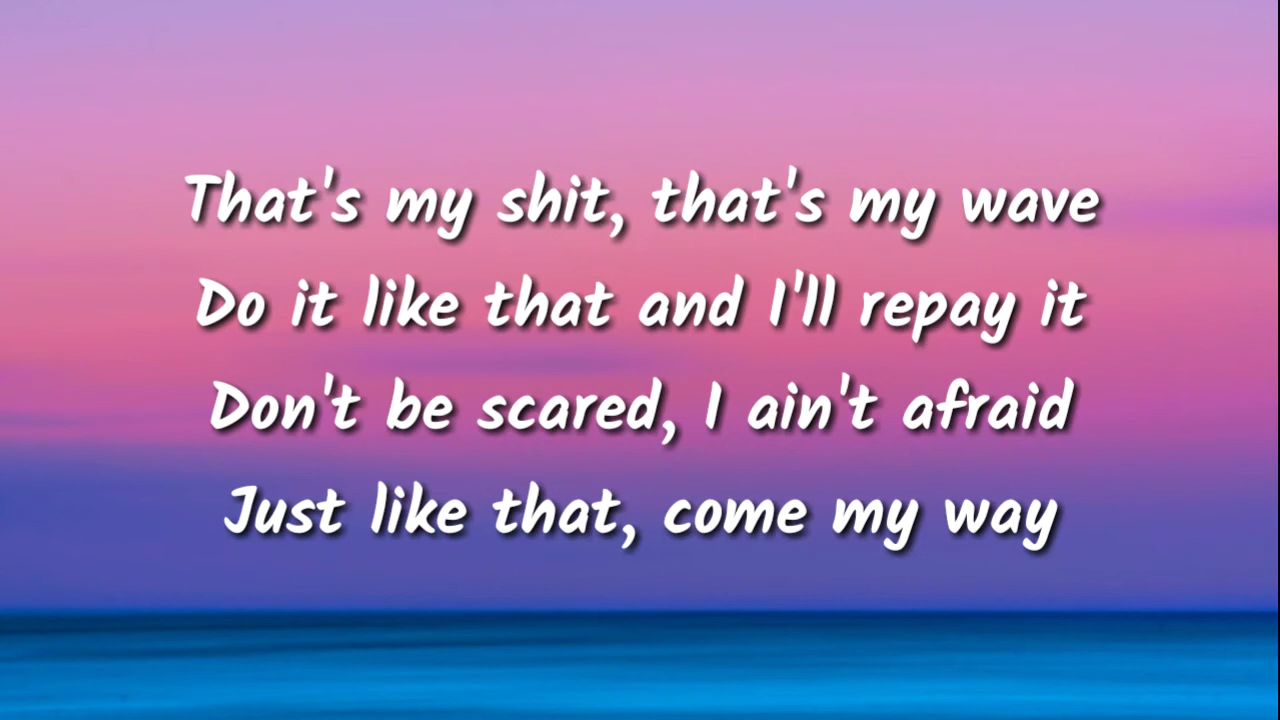 That's my shit, that's my wave
Do it like that and I'll repay it
Don't be scared, I ain't afraid
Just like that, come my way